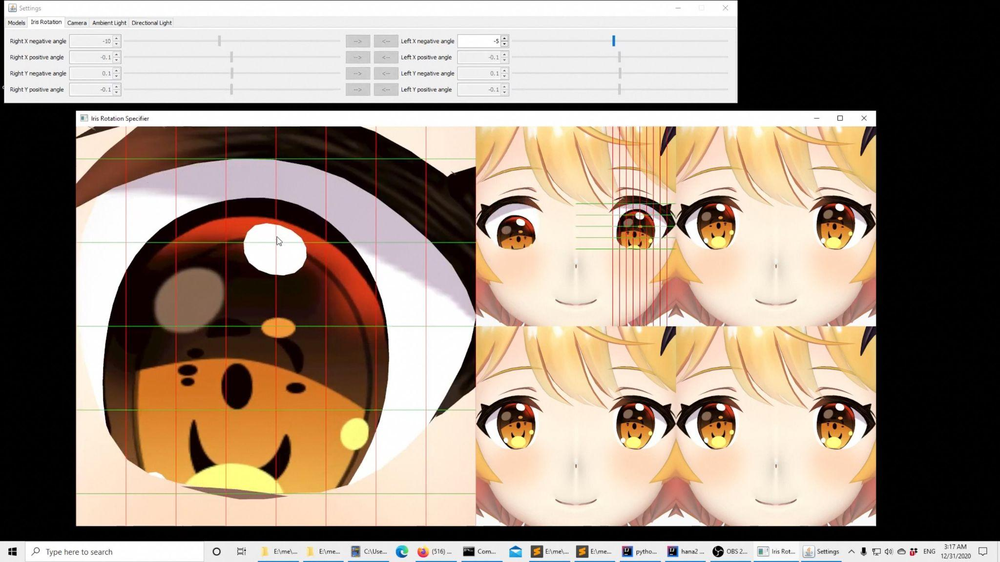 Settings
Models Iris Rotation Camera Ambient Light Directional Light
Right X negative angle -10 --> <-- Left X negative angle -5
Right X positive angle -0.1 --> <-- Left X positive angle -0.1
Right Y negative angle 0.1 --> <-- Left Y negative angle 0.1
Right Y positive angle -0.1 --> <-- Left Y positive angle -0.1
Iris Rotation Specifier
Type here to search E:\me\... E:\me... C:\Use... (516) ... Com... E:\me\... E:\me... pytho... hana2 ... OBS 2... Iris Rot... Settings ENG 3:17 AM
12/31/2020